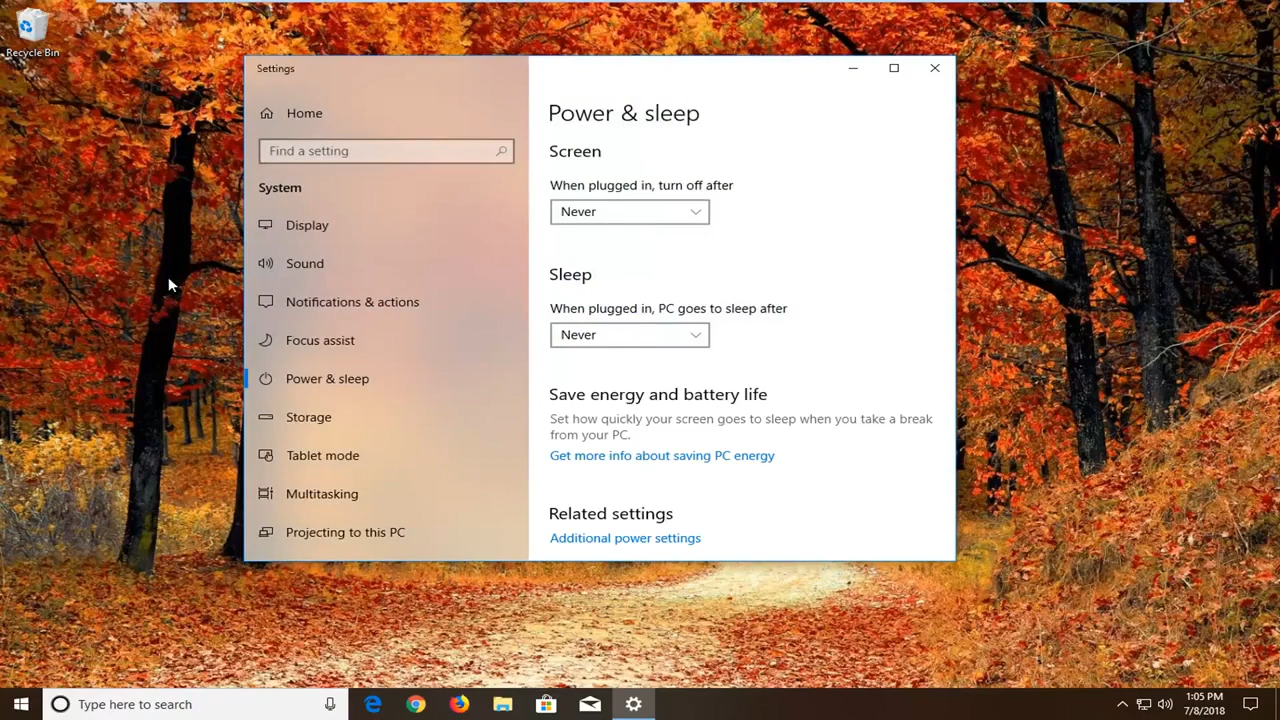 Recycle Bin
Settings
Home
Find a setting
System
Display
Sound
Notifications & actions
Focus assist
Power & sleep
Storage
Tablet mode
Multitasking
Projecting to this PC
Power & sleep
Screen
When plugged in, turn off after
Never
Sleep
When plugged in, PC goes to sleep after
Never
Save energy and battery life
Set how quickly your screen goes to sleep when you take a break
from your PC.
Get more info about saving PC energy
Related settings
Additional power settings
Type here to search
1:05 PM
7/8/2018